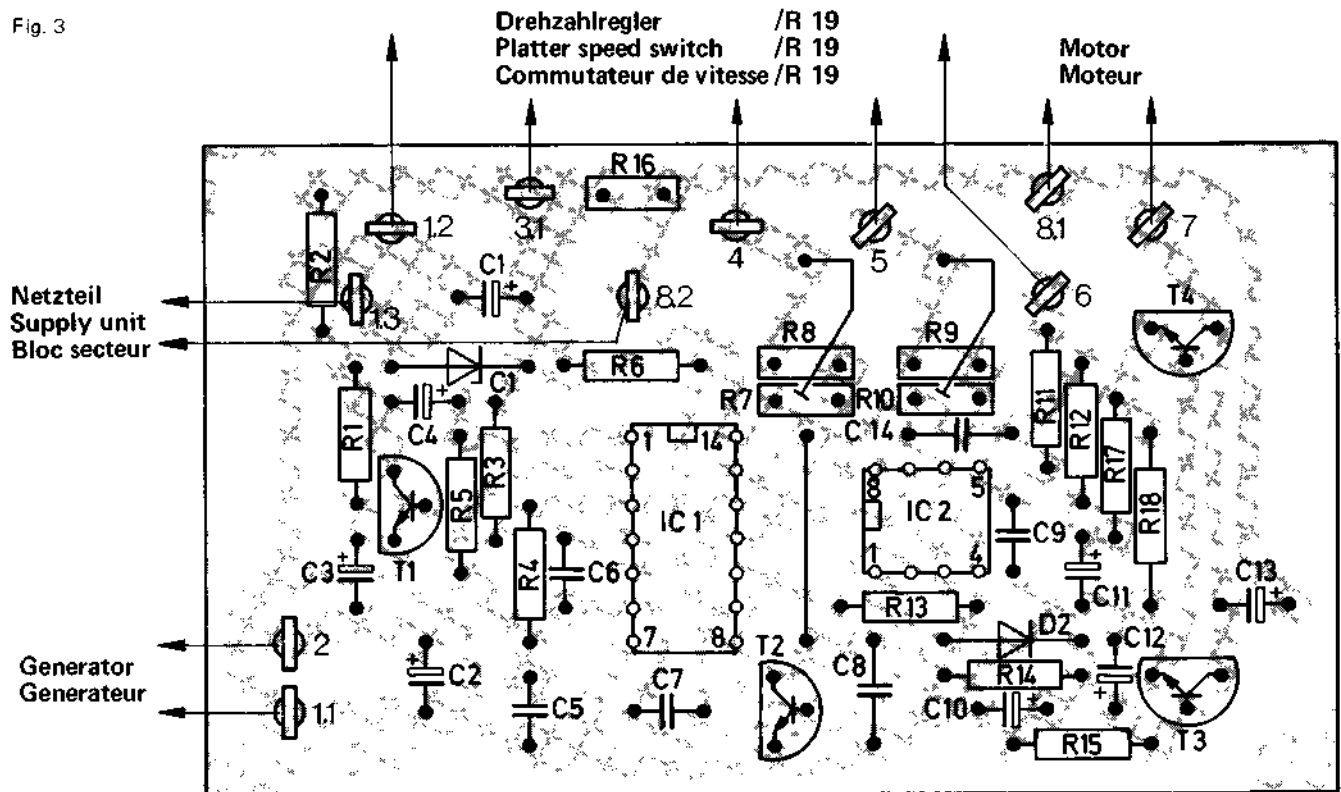 Fig. 3
Drehzahlregler /R 19
Platter speed switch /R 19
Commutateur de vitesse /R 19
Motor
Moteur
R16
1.2
3.1
4
5
8.1
7
R2
C1
+
8.2
6
T4
Netzteil
Supply unit
Bloc secteur
1.3
R8
R9
R6
C1
R7
R10
R11
R12
R17
R18
R1
C4
+
C14
R5
R3
1
14
IC 1
7
8
8
5
IC 2
1
4
C9
T1
C3
+
R4
C6
+
C11
C13
+
R13
D2
C12
+
2
Generator
Generateur
1.1
C2
+
C5
C7
T2
C8
R14
C10
+
R15
T3